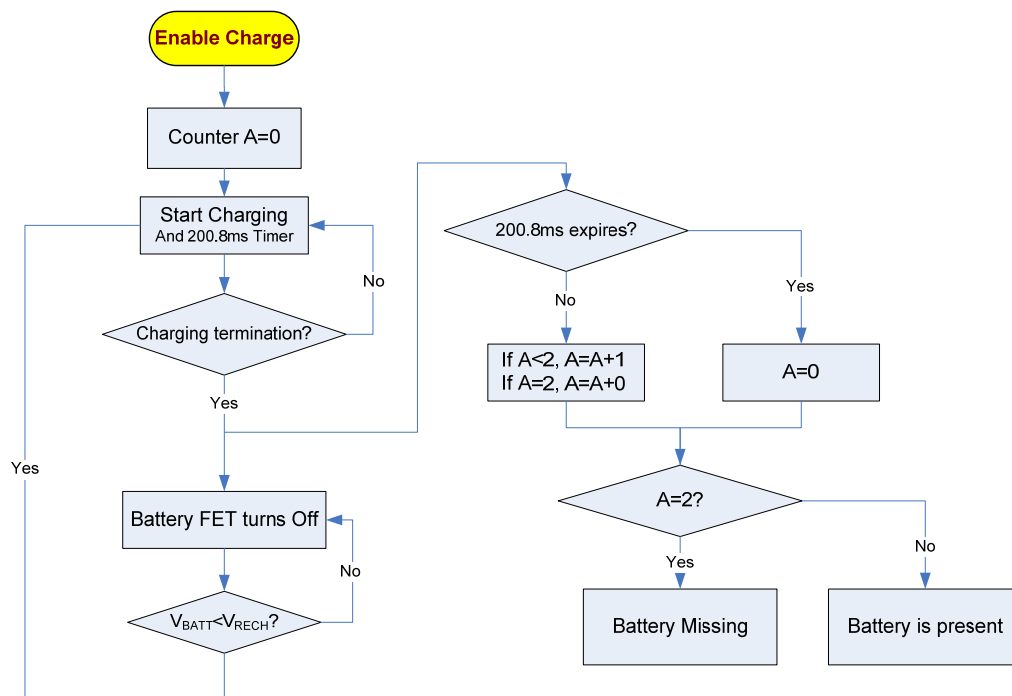 Enable Charge
Counter A=0
Start Charging
And 200.8ms Timer
No
Charging termination?
Yes
Yes
Battery FET turns Off
No
VBATT<VRECH?
200.8ms expires?
No
Yes
If A<2, A=A+1
If A=2, A=A+0
A=0
A=2?
Yes
No
Battery Missing
Battery is present